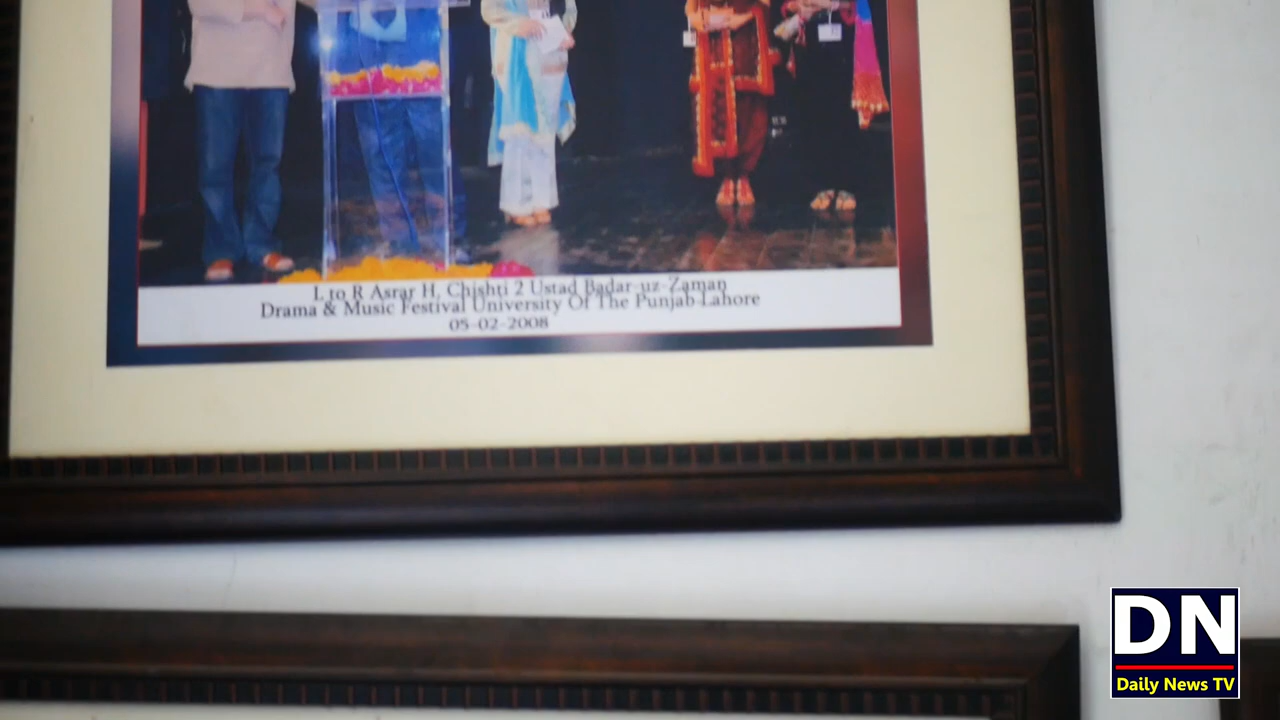 L to R Asrar H, Chishti 2 Ustad Badar-uz-Zaman
Drama & Music Festival University Of The Punjab Lahore
05-02-2008
DN
Daily News TV